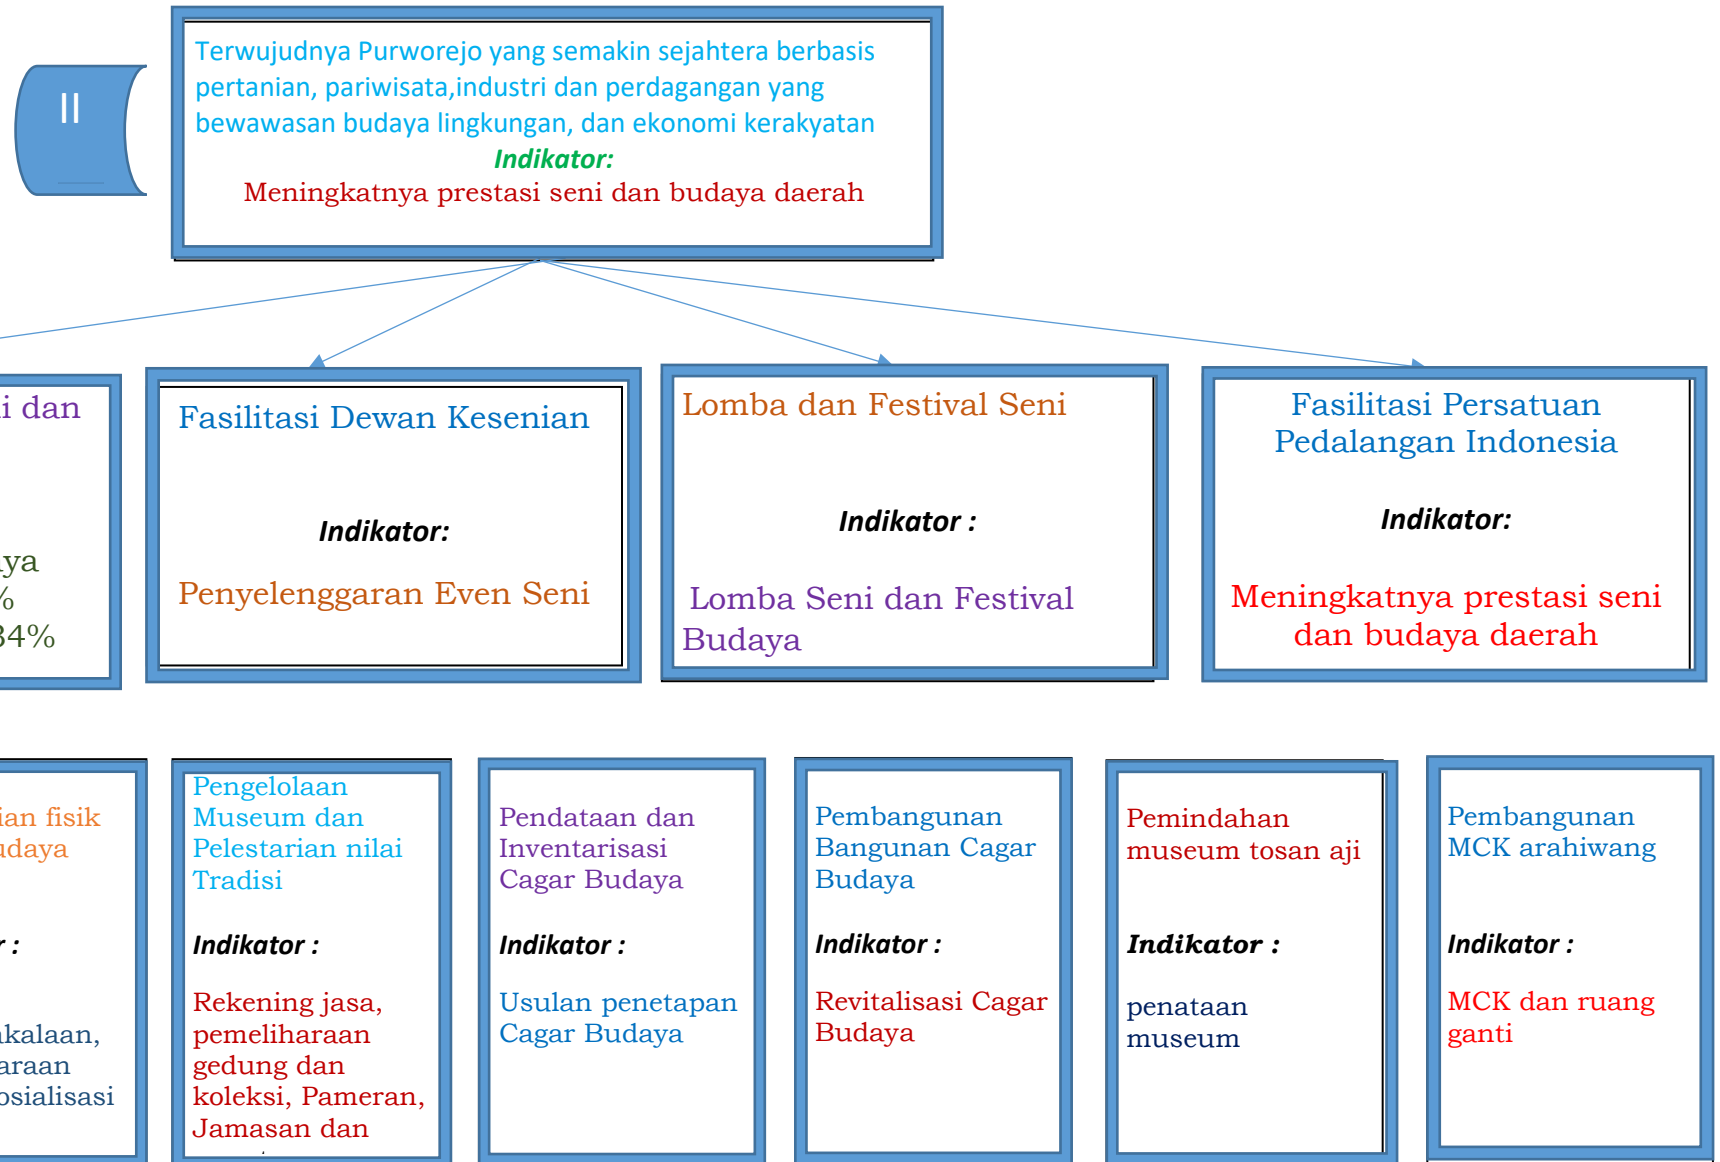 II
Terwujudnya Purworejo yang semakin sejahtera berbasis
pertanian, pariwisata,industri dan perdagangan yang
bewawasan budaya lingkungan, dan ekonomi kerakyatan
Indikator:
Meningkatnya prestasi seni dan budaya daerah
i dan
ya
%
34%
Fasilitasi Dewan Kesenian
Indikator:
Penyelenggaran Even Seni
Lomba dan Festival Seni
Indikator :
Lomba Seni dan Festival
Budaya
Fasilitasi Persatuan
Pedalangan Indonesia
Indikator:
Meningkatnya prestasi seni
dan budaya daerah
ian fisik
udaya
r :
akalaan,
araan
osialisasi
Pengelolaan
Museum dan
Pelestarian nilai
Tradisi
Indikator :
Rekening jasa,
pemeliharaan
gedung dan
koleksi, Pameran,
Jamasan dan
Pendataan dan
Inventarisasi
Cagar Budaya
Indikator :
Usulan penetapan
Cagar Budaya
Pembangunan
Bangunan Cagar
Budaya
Indikator :
Revitalisasi Cagar
Budaya
Pemindahan
museum tosan aji
Indikator :
penataan
museum
Pembangunan
MCK arahiwang
Indikator :
MCK dan ruang
ganti